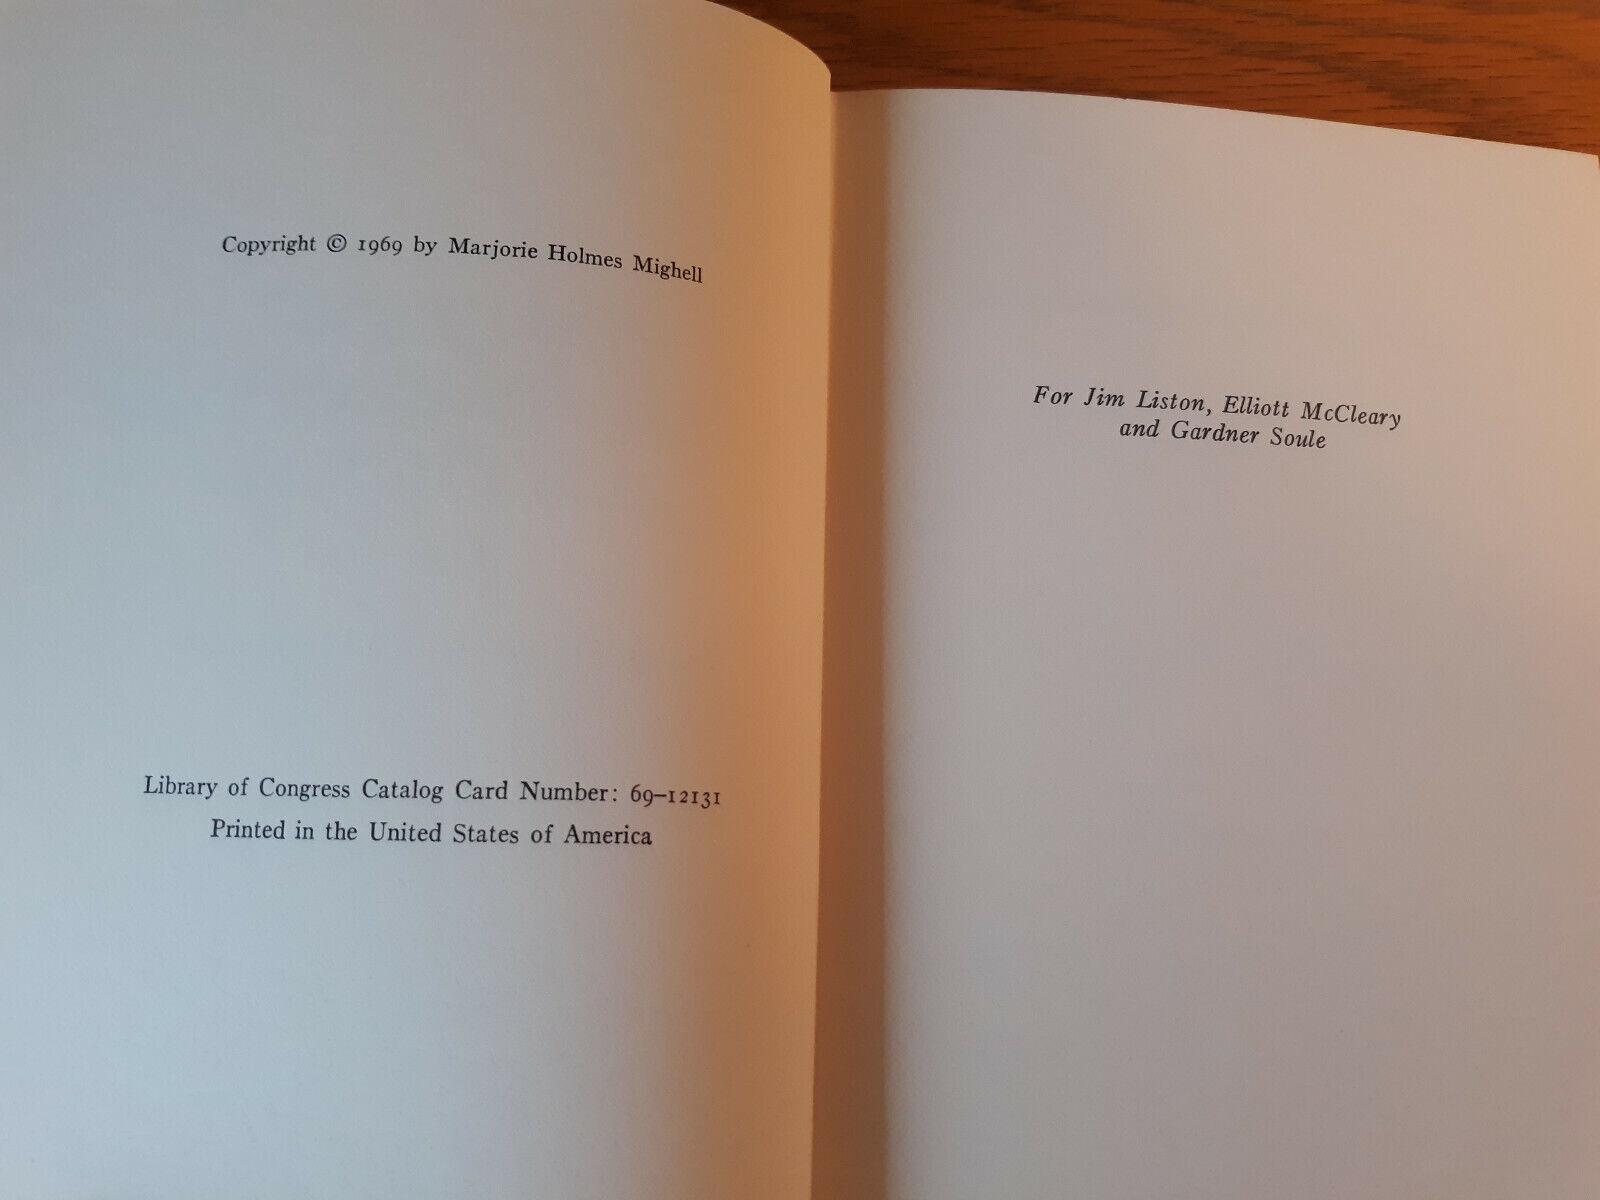 Copyright © 1969 by Marjorie Holmes Mighell
Library of Congress Catalog Card Number: 69–12131
Printed in the United States of America
For Jim Liston, Elliott McCleary
and Gardner Soule